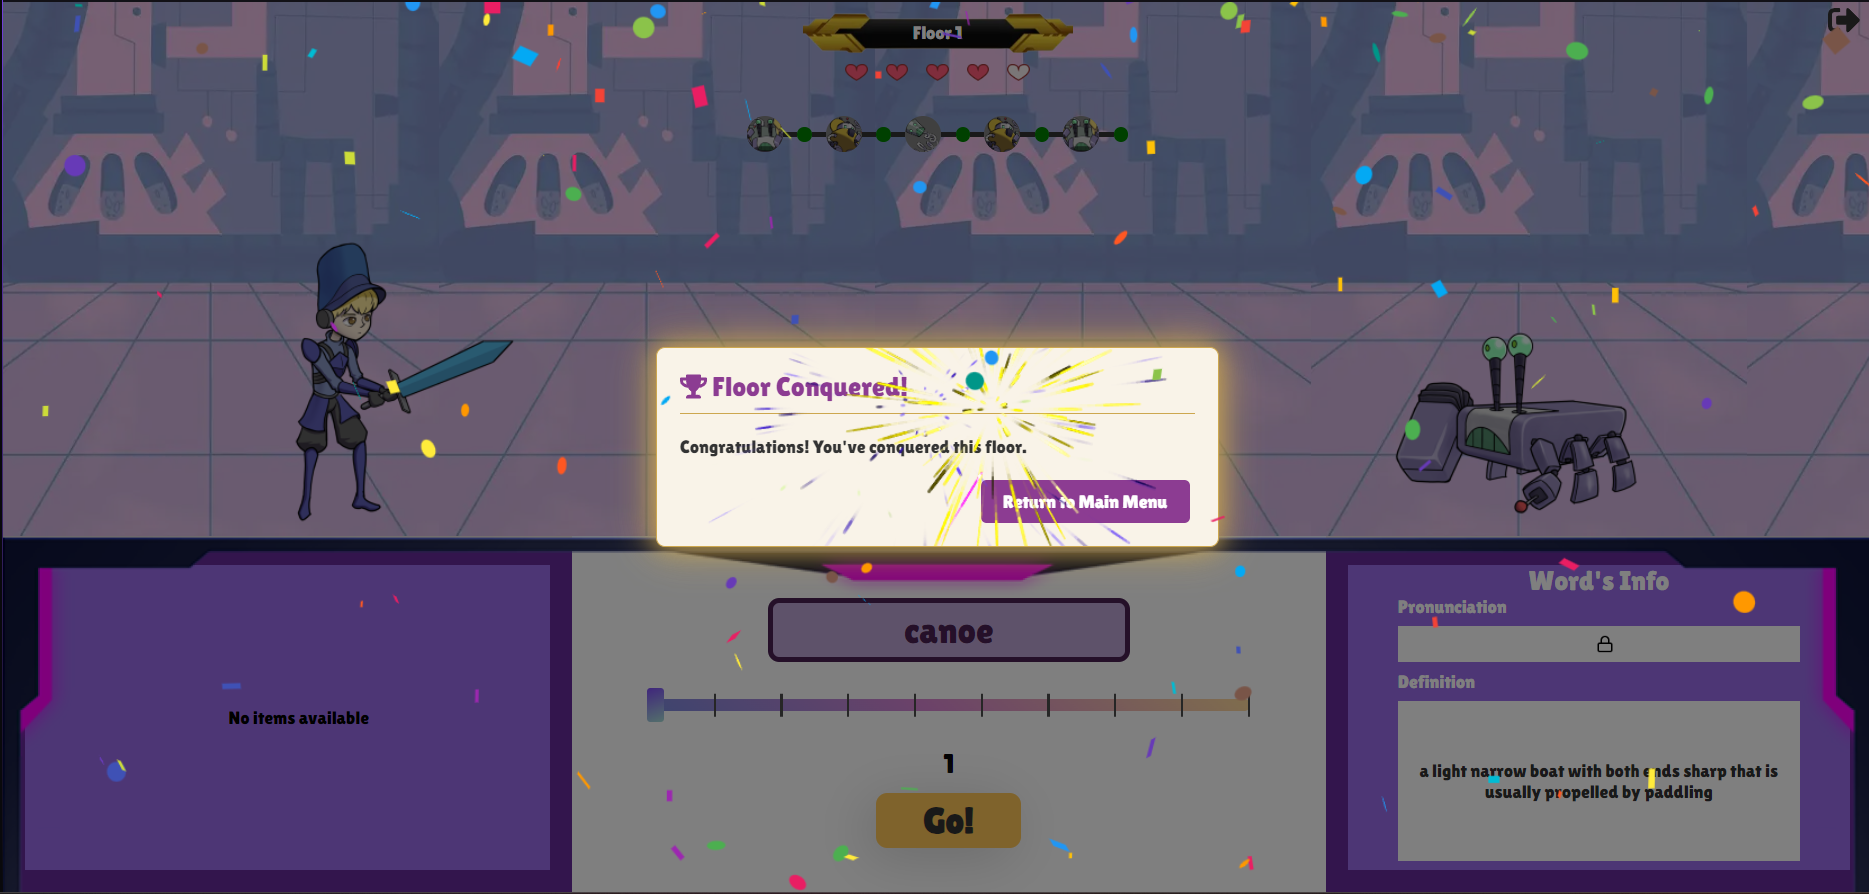 Floor 1
Floor Conquered!
Congratulations! You've conquered this floor.
Return to Main Menu
canoe
1
Go!
No items available
Word's Info
Pronunciation
Definition
a light narrow boat with both ends sharp that is
usually propelled by paddling